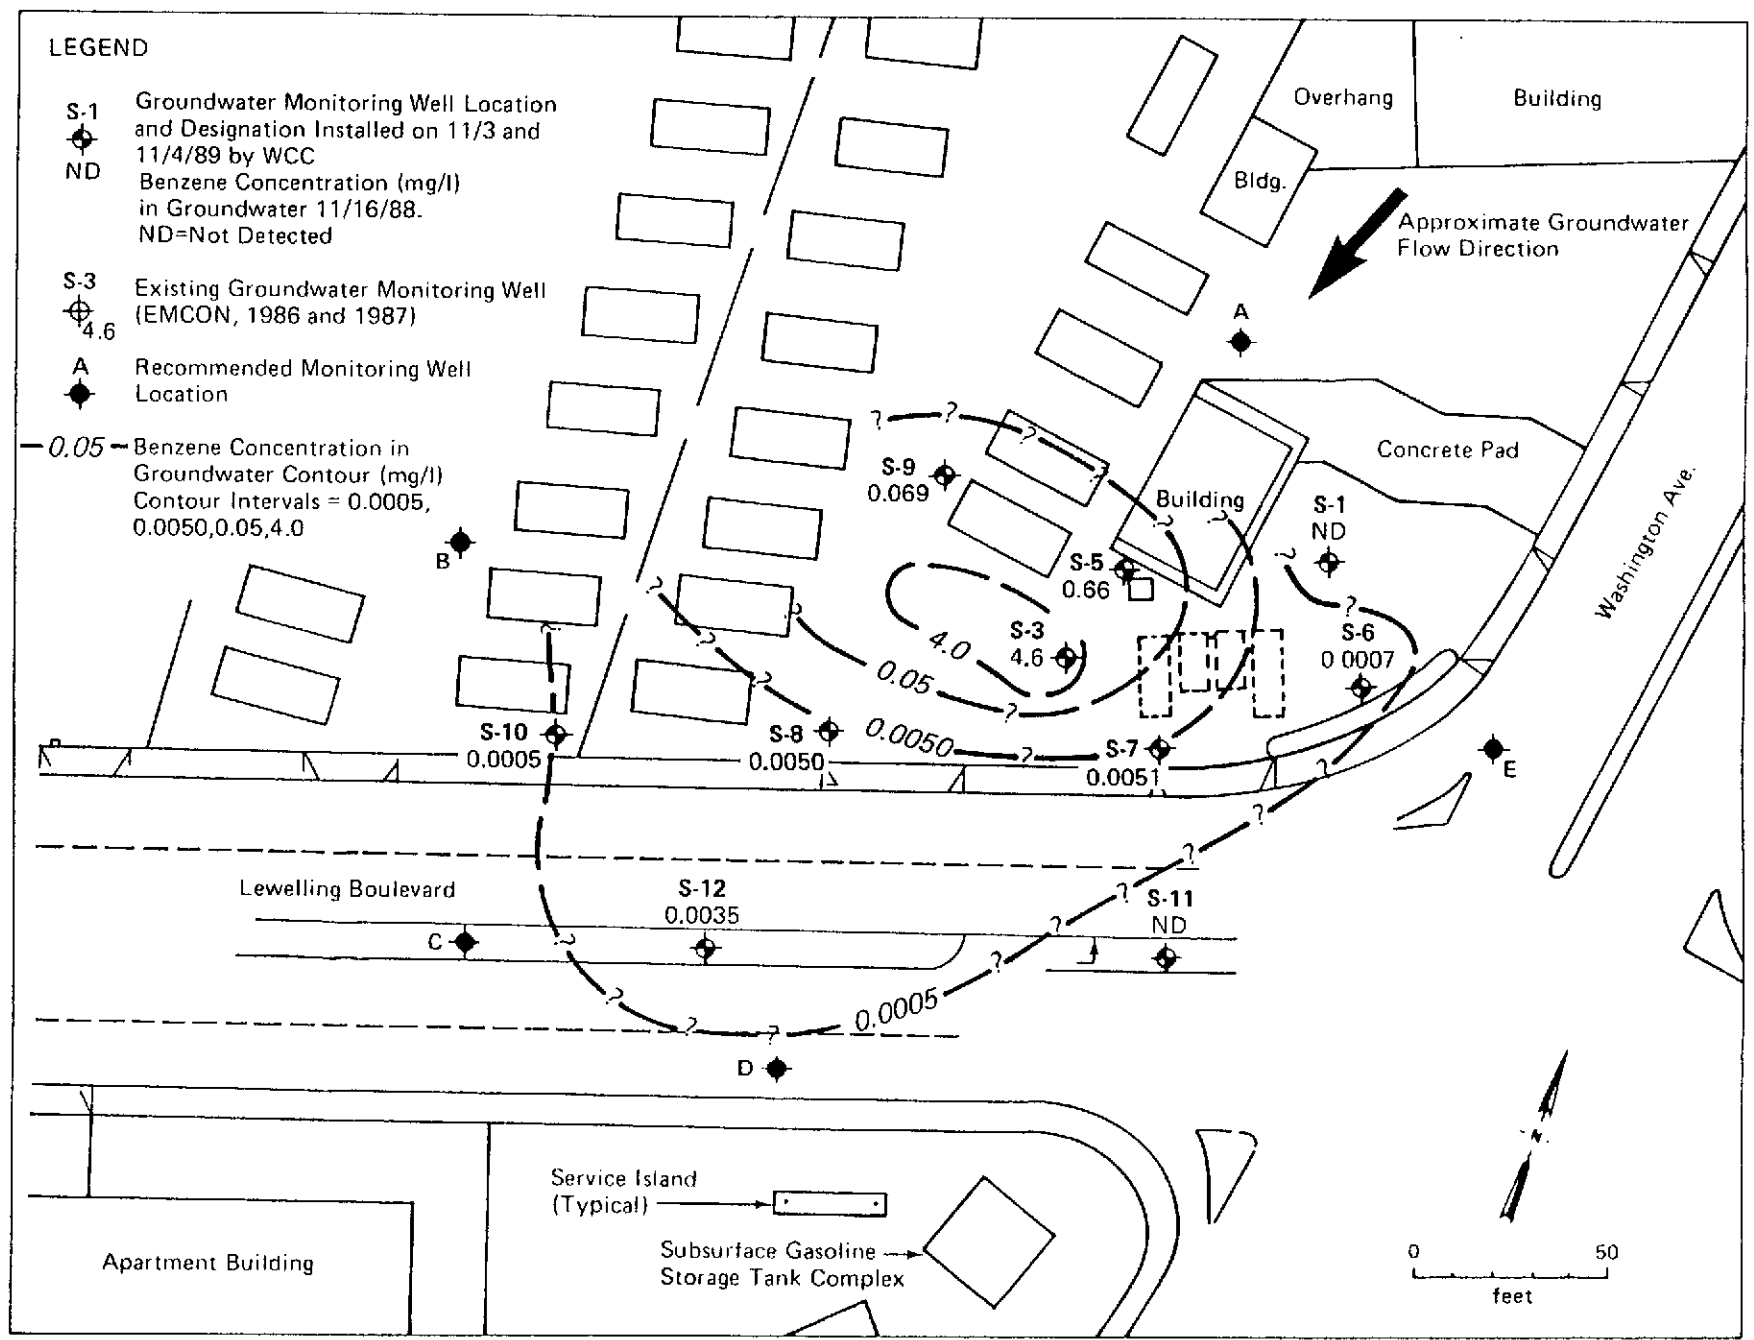 LEGEND
S-1
ND
Groundwater Monitoring Well Location
and Designation Installed on 11/3 and
11/4/89 by WCC
Benzene Concentration (mg/l)
in Groundwater 11/16/88.
ND=Not Detected
S-3
4.6
Existing Groundwater Monitoring Well
(EMCON, 1986 and 1987)
A
Recommended Monitoring Well
Location
0.05
Benzene Concentration in
Groundwater Contour (mg/l)
Contour Intervals = 0.0005,
0.0050,0.05,4.0
Overhang
Building
Bldg.
Approximate Groundwater
Flow Direction
A
Concrete Pad
Washington Ave.
Building
S-9
0.069
S-1
ND
B
S-5
0.66
S-3
4.6
4.0
0.05
S-6
0 0007
S-10
0.0005
S-8
0.0050
0.0050
S-7
0.0051
E
Lewelling Boulevard
S-12
0.0035
S-11
ND
C
0.0005
D
Service Island
(Typical)
Subsurface Gasoline
Storage Tank Complex
Apartment Building
N
0 50
feet
? ? ? ? ? ? ? ? ? ? ? ? ? ? ? ? ? ? ? ? ? ? ? ? ? ? ?